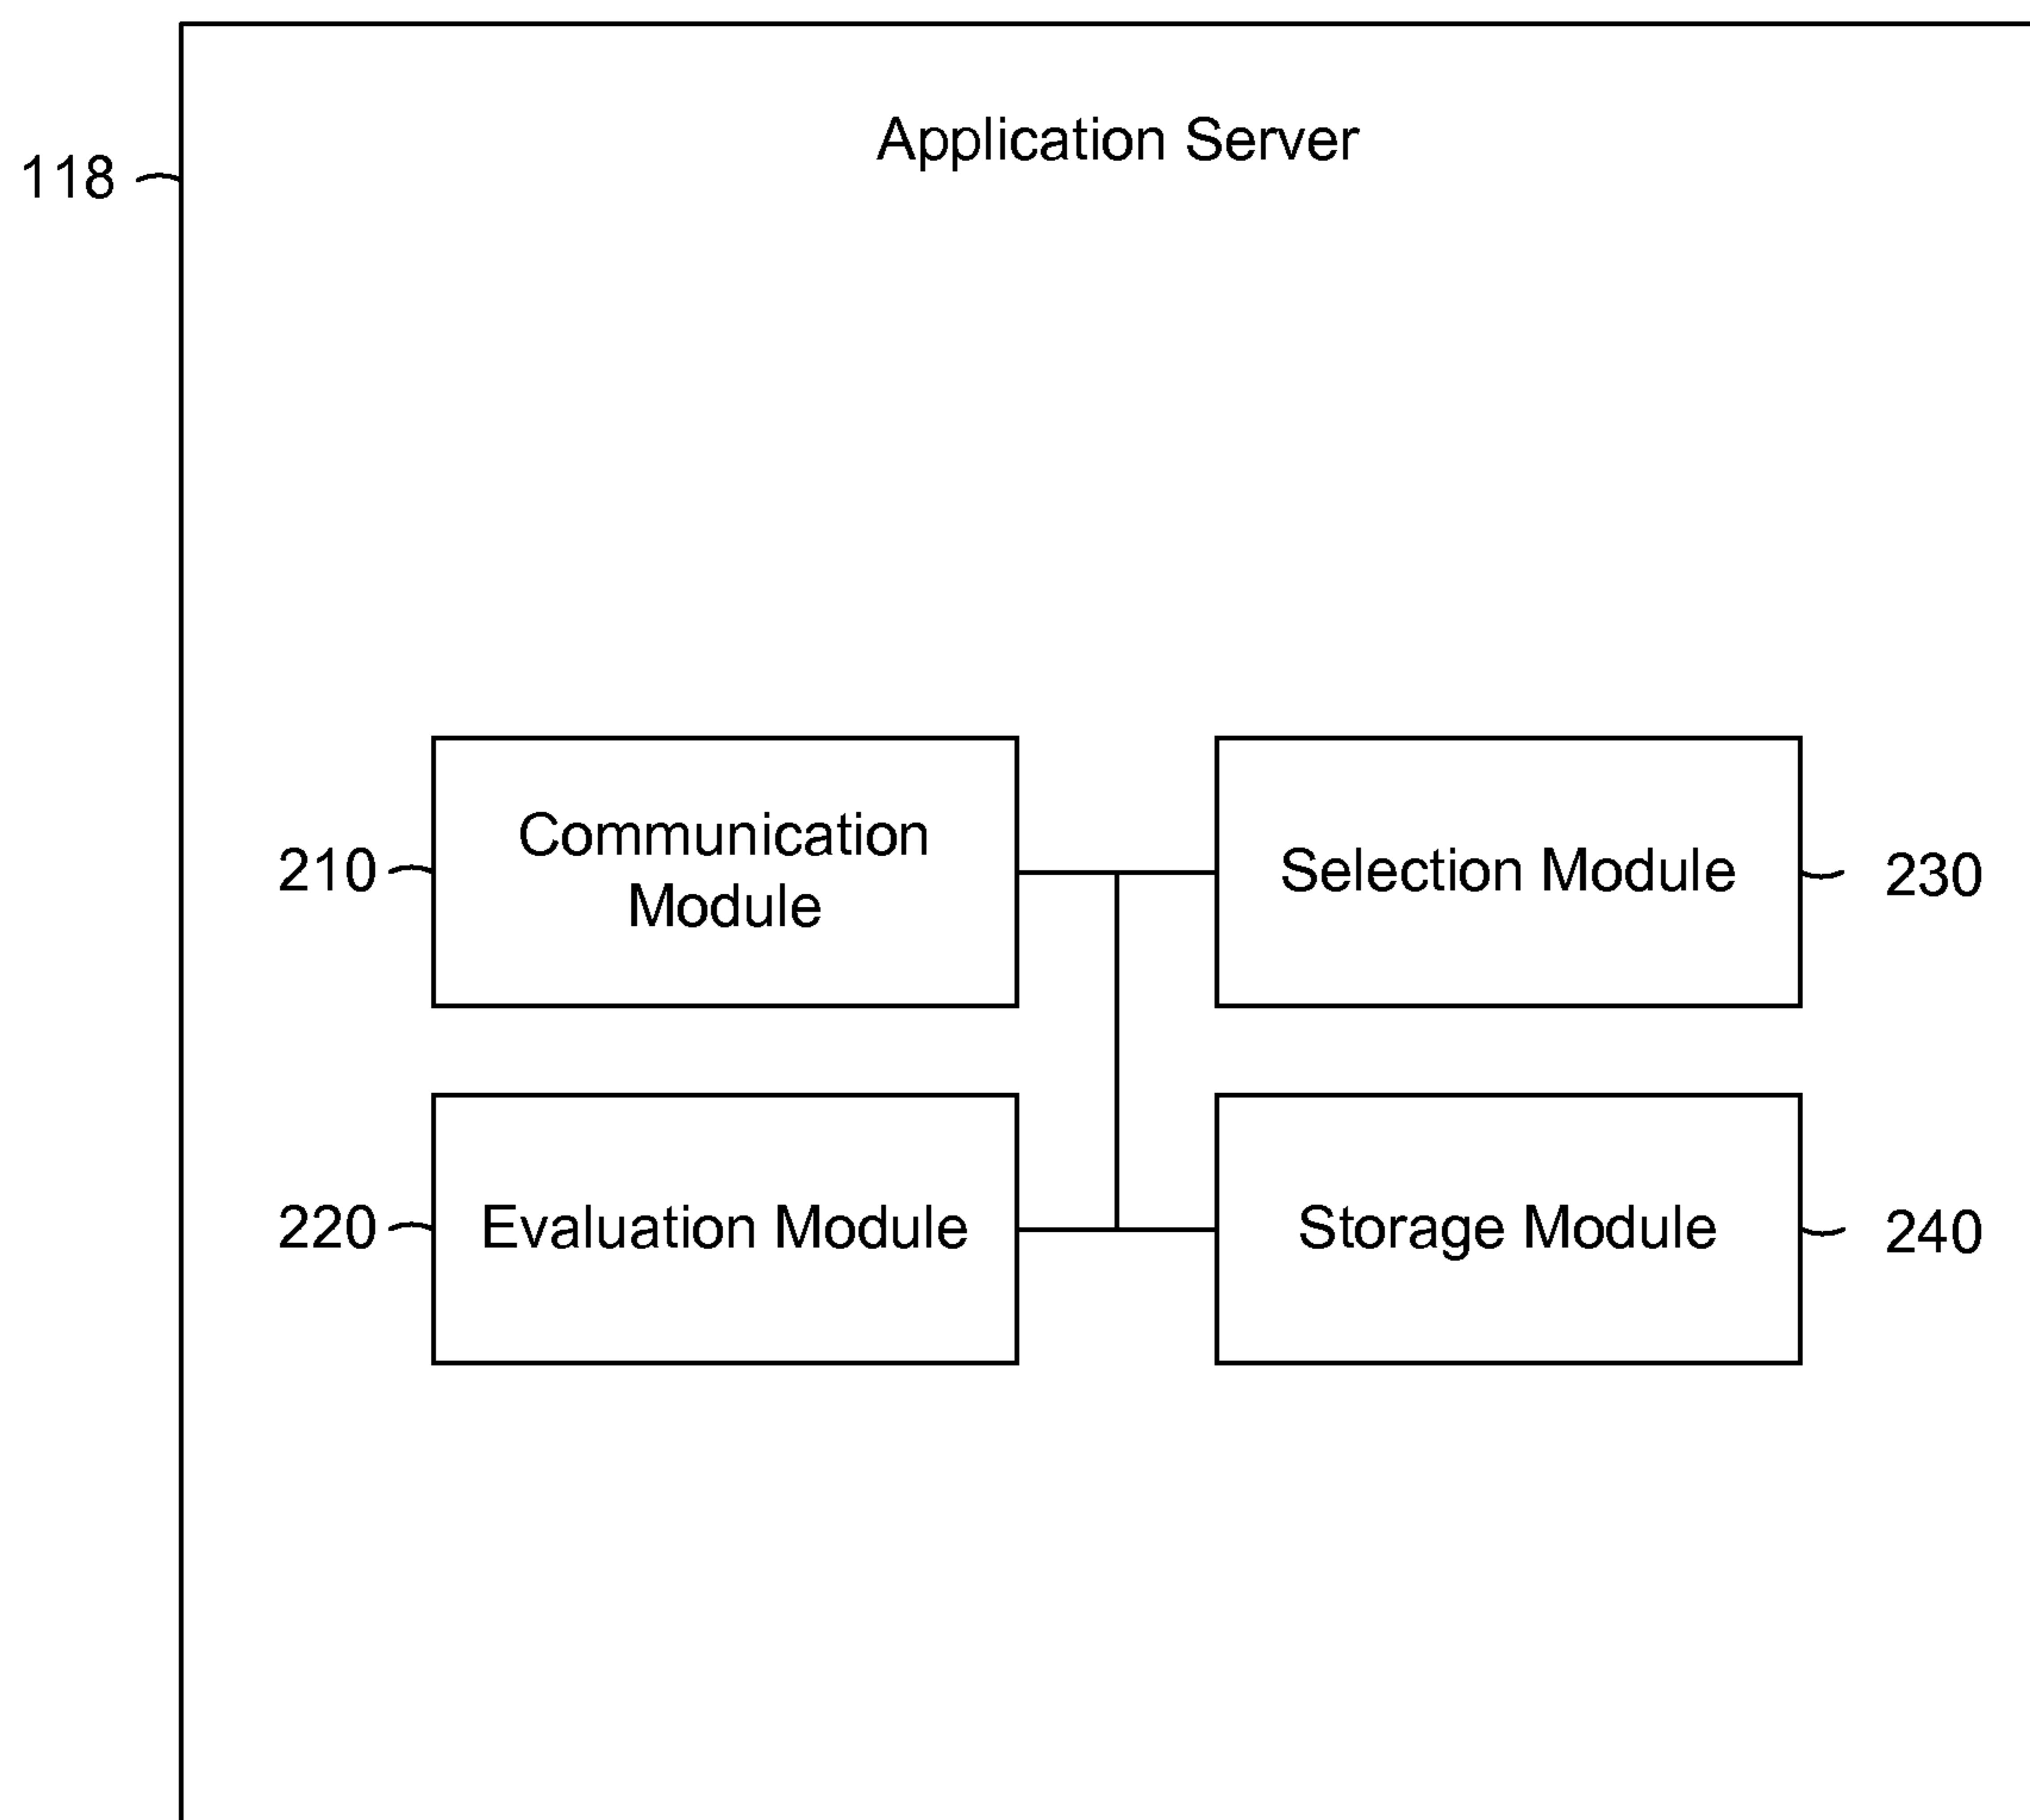 Application Server
118
Communication
Module
210
Selection Module
230
Evaluation Module
220
Storage Module
240